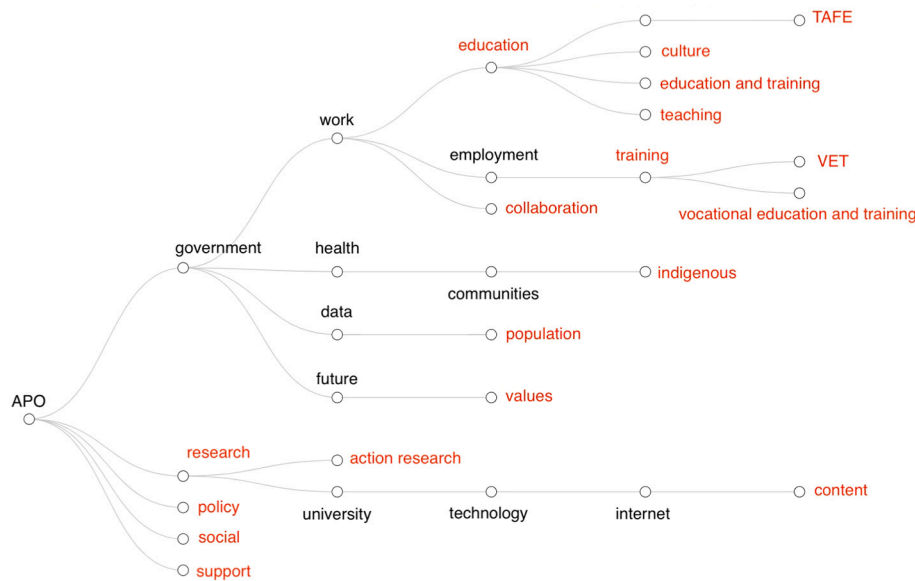 TAFE
education
culture
education and training
teaching
work
employment
training
VET
collaboration
vocational education and training
government
health
indigenous
communities
data
population
future
values
APO
research
action research
content
policy
university
technology
internet
social
support